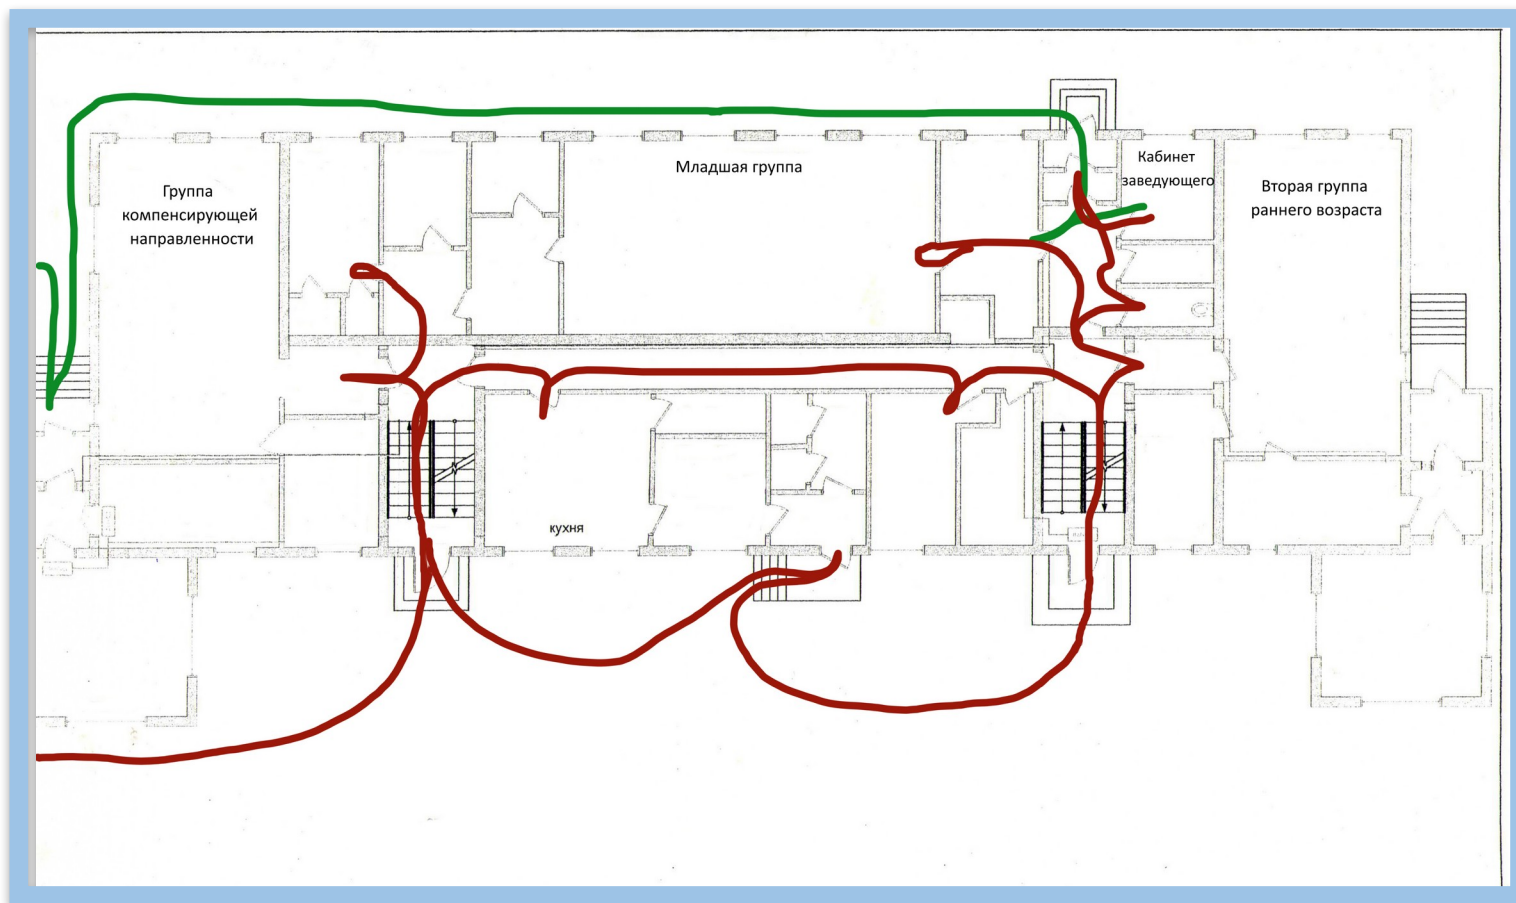 Группа
компенсирующей
направленности
Младшая группа
Кабинет
заведующего
Вторая группа
раннего возраста
кухня